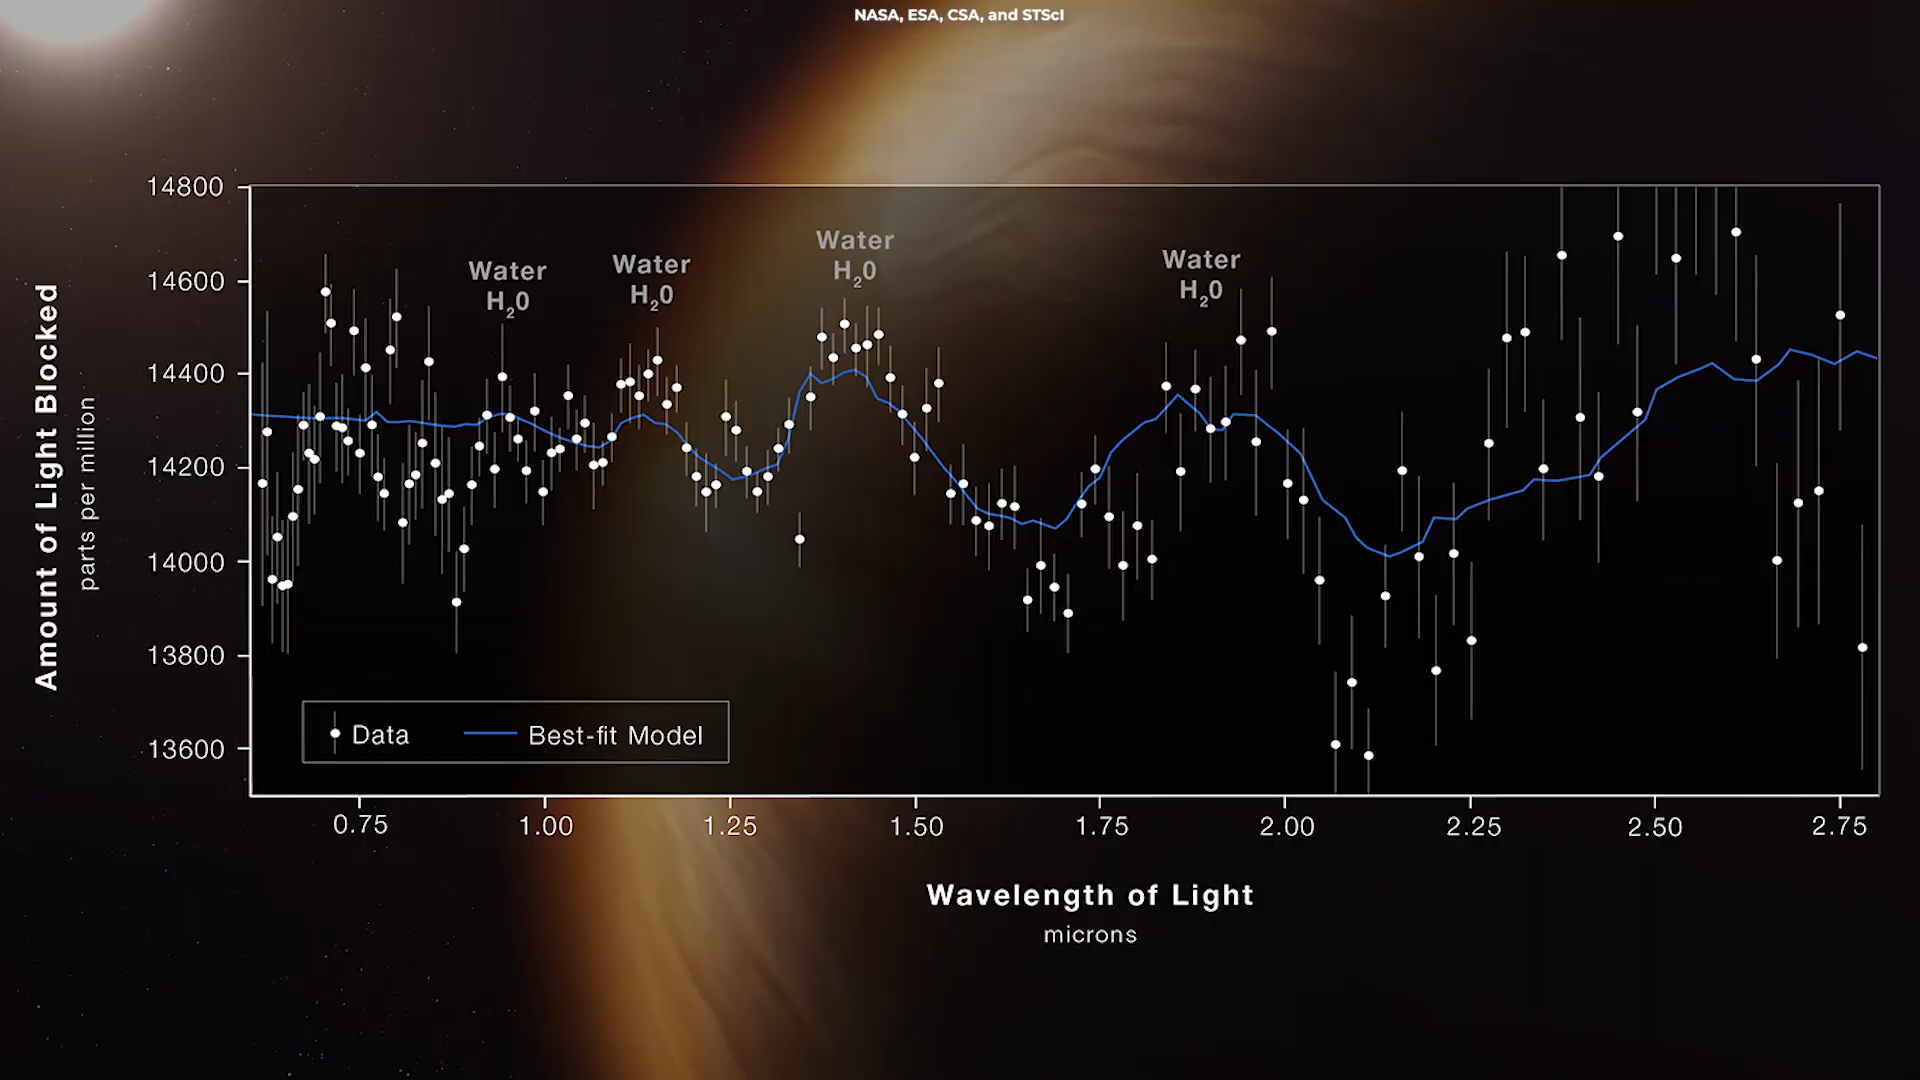 NASA, ESA, CSA, and STScI
Amount of Light Blocked
parts per million
14800
14600
14400
14200
14000
13800
13600
Water
H₂0
Water
H₂0
Water
H₂0
Water
H₂0
Data
Best-fit Model
0.75
1.00
1.25
1.50
1.75
2.00
2.25
2.50
2.75
Wavelength of Light
microns